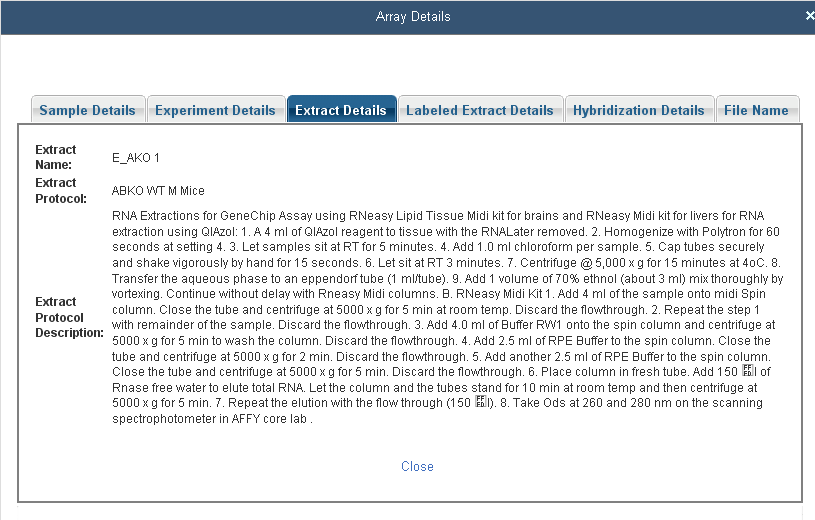 Array Details
×
Sample Details Experiment Details Extract Details Labeled Extract Details Hybridization Details File Name
Extract
Name:
E_AKO 1
Extract
Protocol:
ABKO WT M Mice
Extract
Protocol
Description:
RNA Extractions for GeneChip Assay using RNeasy Lipid Tissue Midi kit for brains and RNeasy Midi kit for livers for RNA
extraction using QIAzol: 1. A 4 ml of QIAzol reagent to tissue with the RNALater removed. 2. Homogenize with Polytron for 60
seconds at setting 4. 3. Let samples sit at RT for 5 minutes. 4. Add 1.0 ml chloroform per sample. 5. Cap tubes securely
and shake vigorously by hand for 15 seconds. 6. Let sit at RT 3 minutes. 7. Centrifuge @ 5,000 x g for 15 minutes at 4oC. 8.
Transfer the aqueous phase to an eppendorf tube (1 ml/tube). 9. Add 1 volume of 70% ethnol (about 3 ml) mix thoroughly by
vortexing. Continue without delay with Rneasy Midi columns. B. RNeasy Midi Kit 1. Add 4 ml of the sample onto midi Spin
column. Close the tube and centrifuge at 5000 x g for 5 min at room temp. Discard the flowthrough. 2. Repeat the step 1
with remainder of the sample. Discard the flowthrough. 3. Add 4.0 ml of Buffer RW1 onto the spin column and centrifuge at
5000 x g for 5 min to wash the column. Discard the flowthrough. 4. Add 2.5 ml of RPE Buffer to the spin column. Close the
tube and centrifuge at 5000 x g for 2 min. Discard the flowthrough. 5. Add another 2.5 ml of RPE Buffer to the spin column.
Close the tube and centrifuge at 5000 x g for 5 min. Discard the flowthrough. 6. Place column in fresh tube. Add 150 l of
Rnase free water to elute total RNA. Let the column and the tubes stand for 10 min at room temp and then centrifuge at
5000 x g for 5 min. 7. Repeat the elution with the flow through (150 l). 8. Take Ods at 260 and 280 nm on the scanning
spectrophotometer in AFFY core lab .
Close